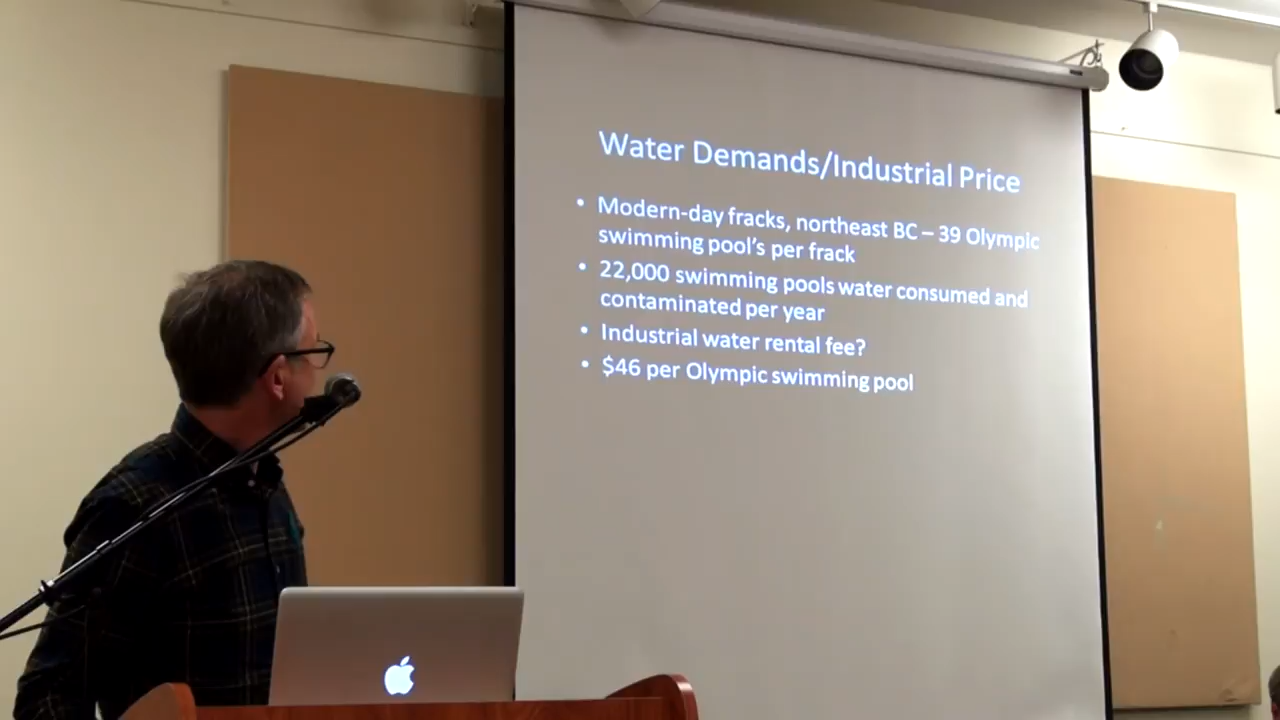 Water Demands/Industrial Price
• Modern-day fracks, northeast BC – 39 Olympic
swimming pool's per frack
• 22,000 swimming pools water consumed and
contaminated per year
• Industrial water rental fee?
• $46 per Olympic swimming pool